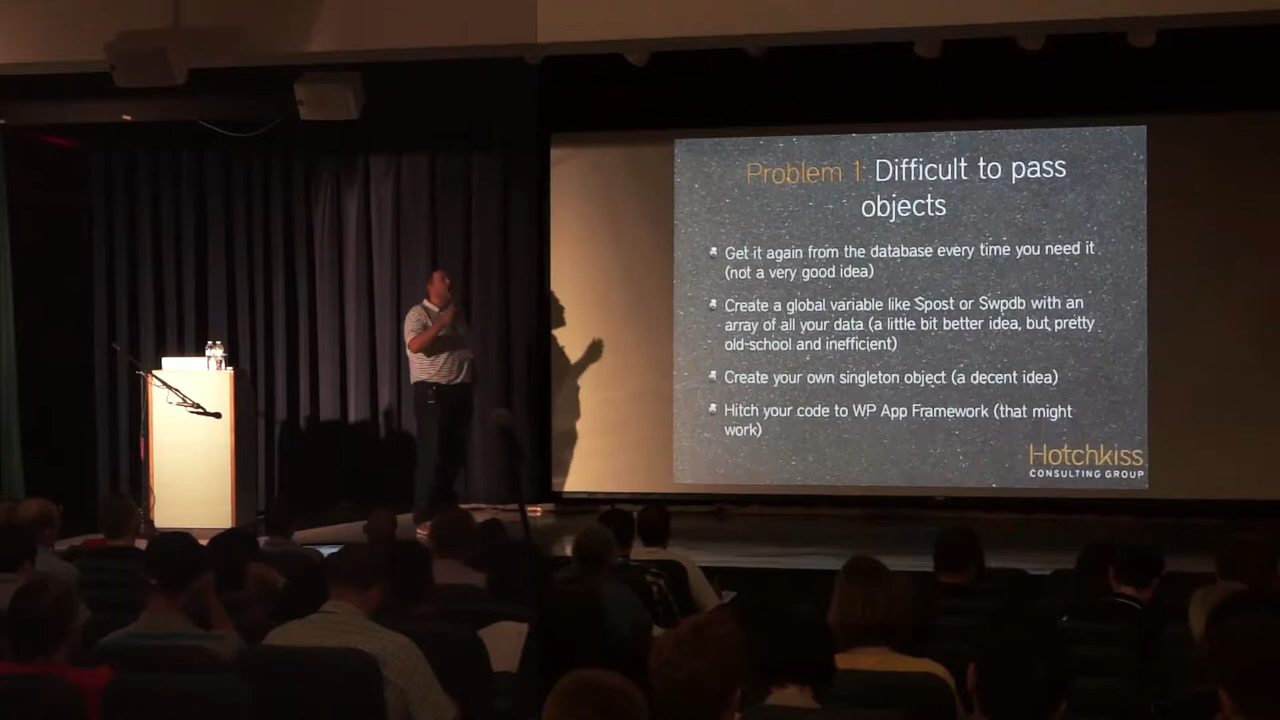 Problem 1: Difficult to pass
objects
Get it again from the database every time you need it
(not a very good idea)
Create a global variable like $post or $wpdb with an
array of all your data (a little bit better idea, but pretty
old-school and inefficient)
Create your own singleton object (a decent idea)
Hitch your code to WP App Framework (that might
work)
Hotchkiss
CONSULTING GROUP